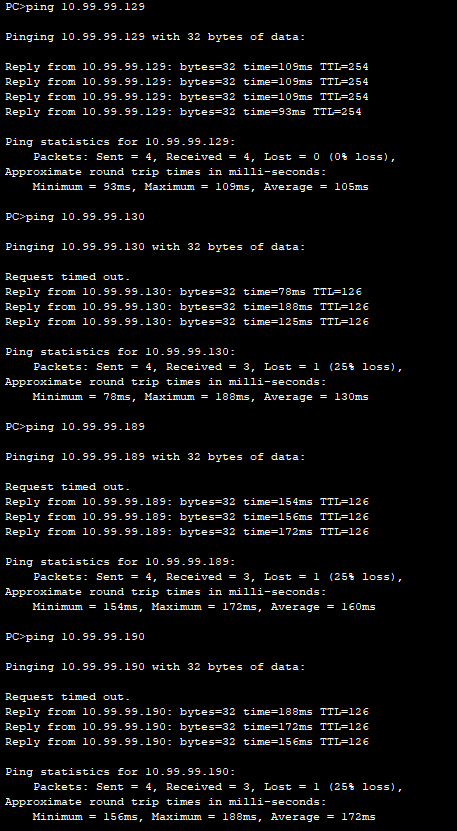 PC>ping 10.99.99.129
Pinging 10.99.99.129 with 32 bytes of data:
Reply from 10.99.99.129: bytes=32 time=109ms TTL=254
Reply from 10.99.99.129: bytes=32 time=109ms TTL=254
Reply from 10.99.99.129: bytes=32 time=109ms TTL=254
Reply from 10.99.99.129: bytes=32 time=93ms TTL=254
Ping statistics for 10.99.99.129:
Packets: Sent = 4, Received = 4, Lost = 0 (0% loss),
Approximate round trip times in milli-seconds:
Minimum = 93ms, Maximum = 109ms, Average = 105ms
PC>ping 10.99.99.130
Pinging 10.99.99.130 with 32 bytes of data:
Request timed out.
Reply from 10.99.99.130: bytes=32 time=78ms TTL=126
Reply from 10.99.99.130: bytes=32 time=188ms TTL=126
Reply from 10.99.99.130: bytes=32 time=125ms TTL=126
Ping statistics for 10.99.99.130:
Packets: Sent = 4, Received = 3, Lost = 1 (25% loss),
Approximate round trip times in milli-seconds:
Minimum = 78ms, Maximum = 188ms, Average = 130ms
PC>ping 10.99.99.189
Pinging 10.99.99.189 with 32 bytes of data:
Request timed out.
Reply from 10.99.99.189: bytes=32 time=154ms TTL=126
Reply from 10.99.99.189: bytes=32 time=156ms TTL=126
Reply from 10.99.99.189: bytes=32 time=172ms TTL=126
Ping statistics for 10.99.99.189:
Packets: Sent = 4, Received = 3, Lost = 1 (25% loss),
Approximate round trip times in milli-seconds:
Minimum = 154ms, Maximum = 172ms, Average = 160ms
PC>ping 10.99.99.190
Pinging 10.99.99.190 with 32 bytes of data:
Request timed out.
Reply from 10.99.99.190: bytes=32 time=188ms TTL=126
Reply from 10.99.99.190: bytes=32 time=172ms TTL=126
Reply from 10.99.99.190: bytes=32 time=156ms TTL=126
Ping statistics for 10.99.99.190:
Packets: Sent = 4, Received = 3, Lost = 1 (25% loss),
Approximate round trip times in milli-seconds:
Minimum = 156ms, Maximum = 188ms, Average = 172ms